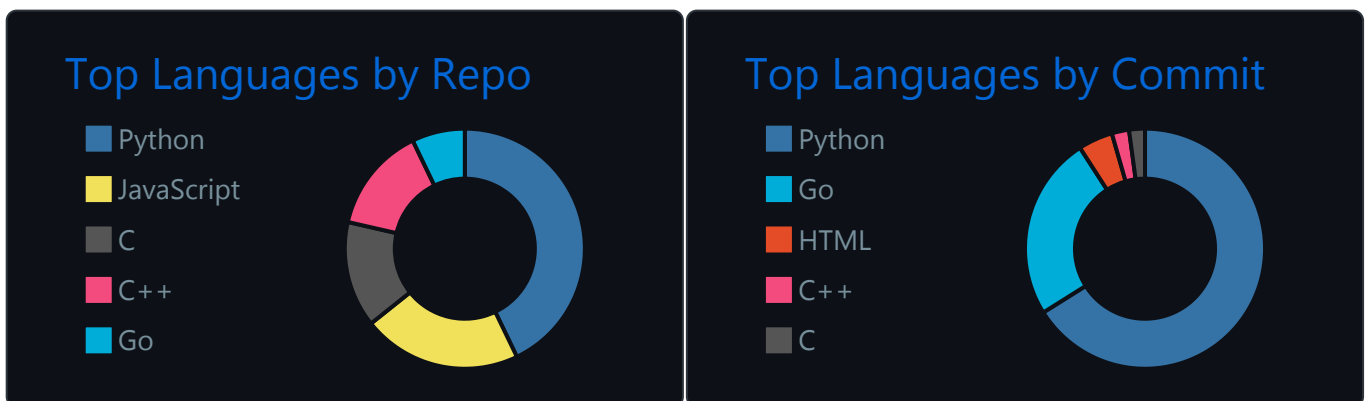 Top Languages by Repo
Python
JavaScript
C
C++
Go
Top Languages by Commit
Python
Go
HTML
C++
C